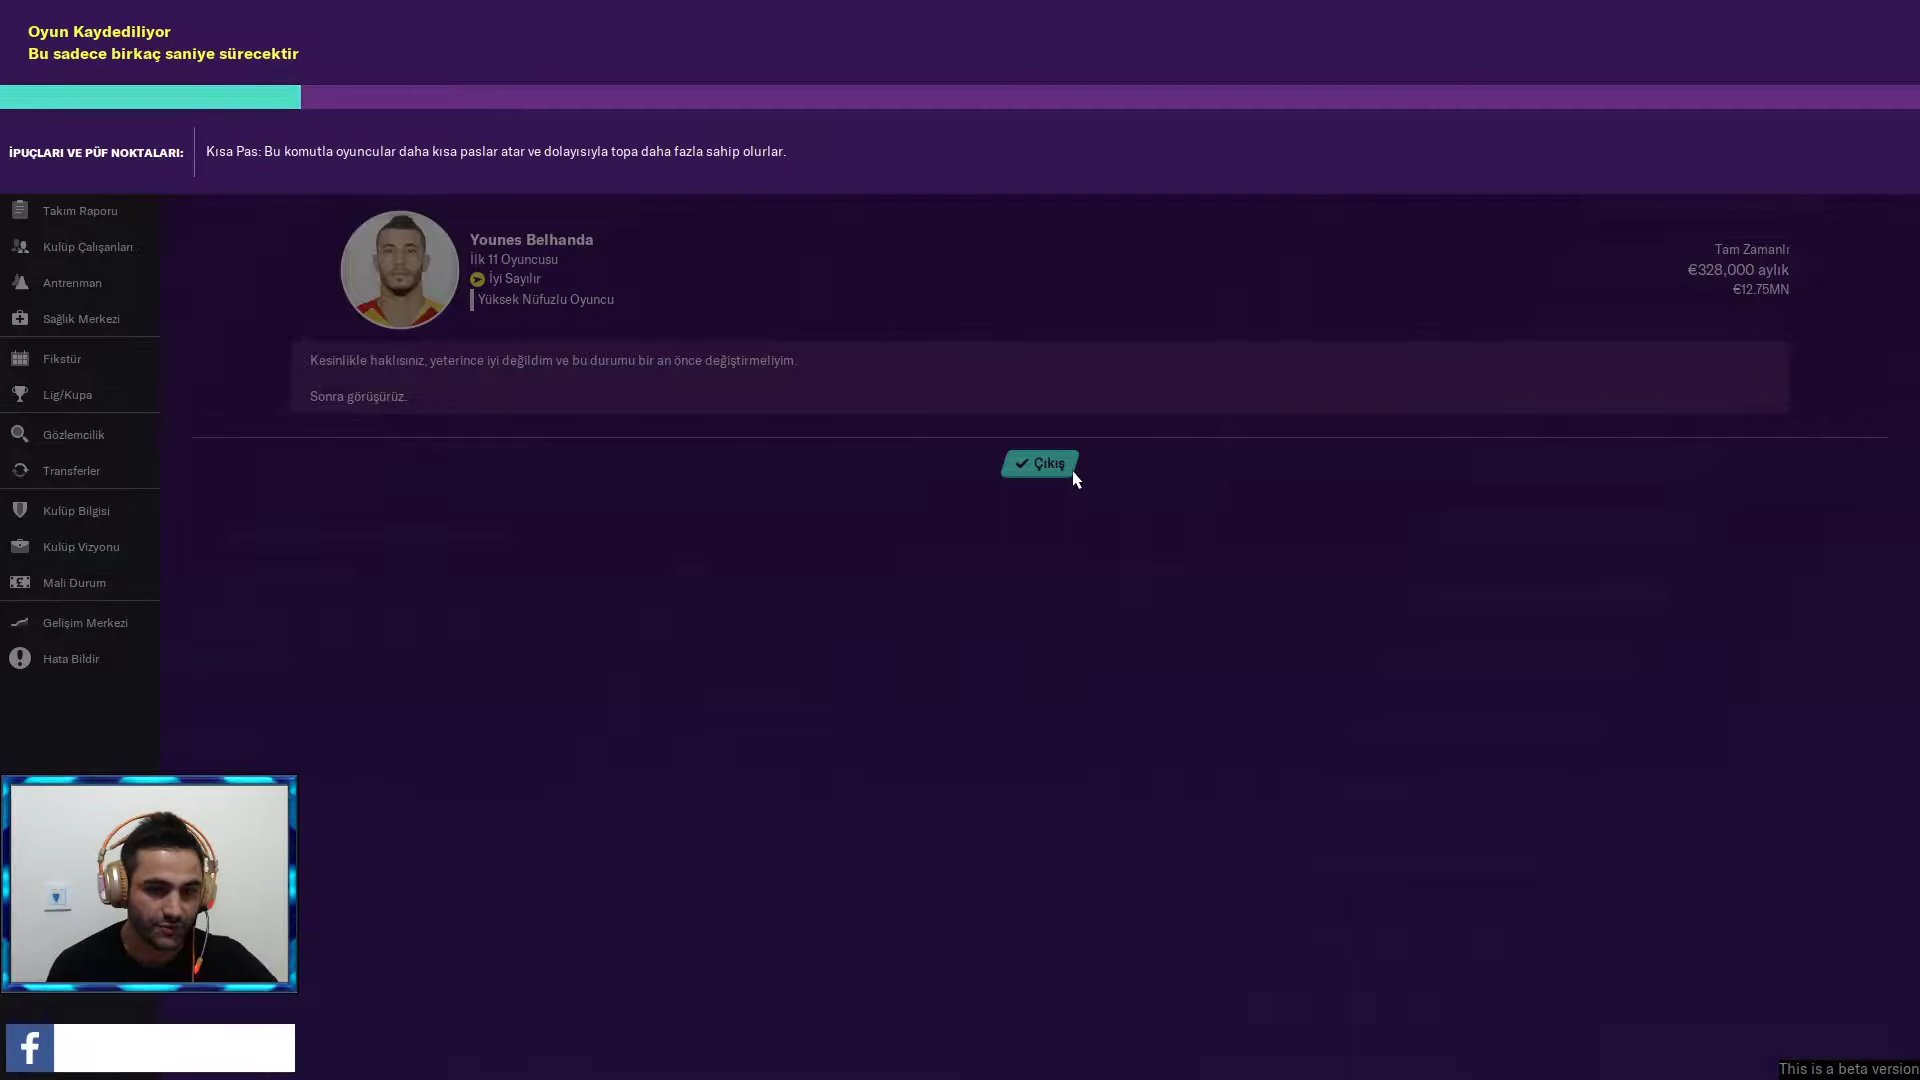 Oyun Kaydediliyor
Bu sadece birkaç saniye sürecektir
İPUÇLARI VE PÜF NOKTALARI:
Kısa Pas: Bu komutla oyuncular daha kısa paslar atar ve dolayısıyla topa daha fazla sahip olurlar.
Takım Raporu
Kulüp Çalışanları
Antrenman
Sağlık Merkezi
Fikstür
Lig/Kupa
Gözlemcilik
Transferler
Kulüp Bilgisi
Kulüp Vizyonu
Mali Durum
Gelişim Merkezi
Hata Bildir
Younes Belhanda
İlk 11 Oyuncusu
İyi Sayılır
Yüksek Nüfuzlu Oyuncu
Tam Zamanlı
€328,000 aylık
€12.75MN
Kesinlikle haklısınız, yeterince iyi değildim ve bu durumu bir an önce değiştirmeliyim.
Sonra görüşürüz.
Çıkış
f
This is a beta version